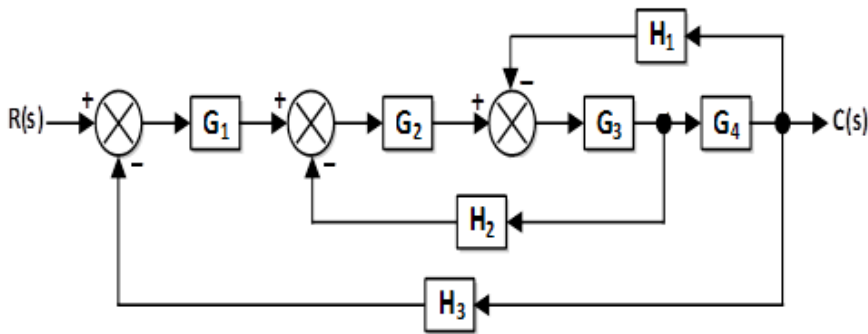 H₁
−
R(s) + G₁ + G₂ + G₃ G₄ C(s)
− −
H₂
H₃